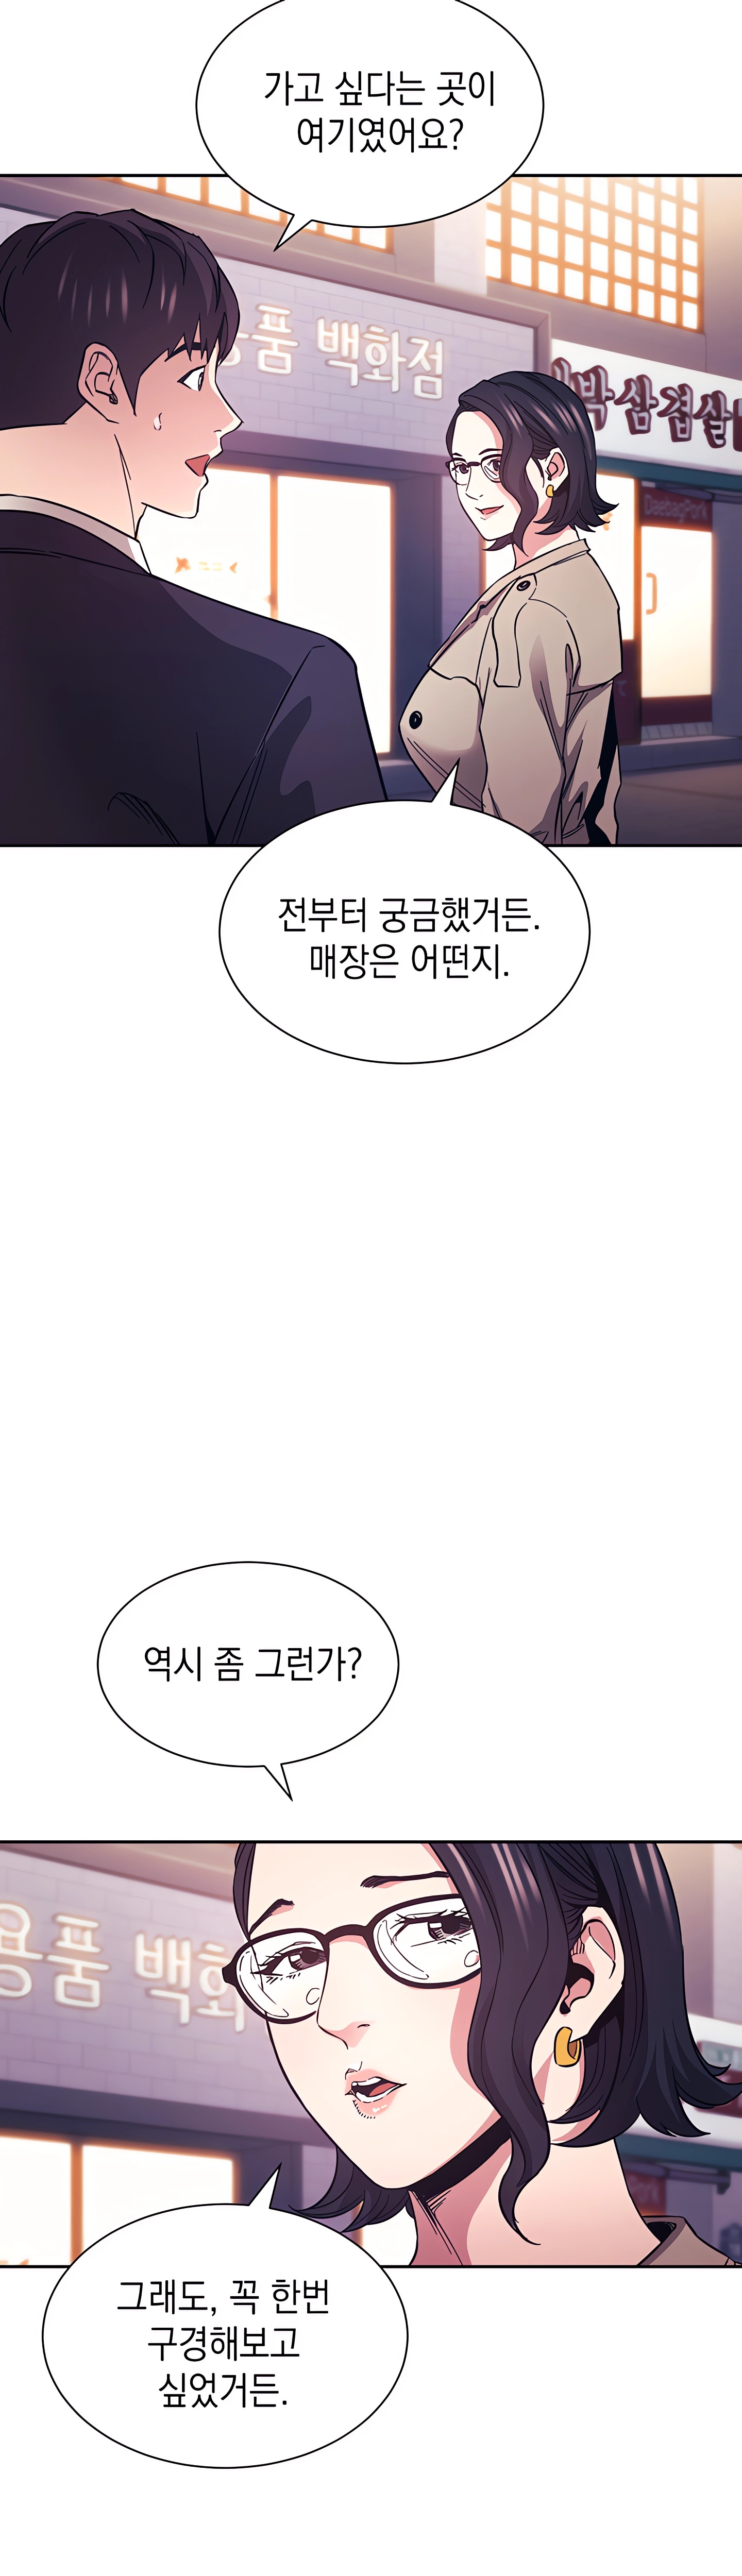 가고 싶다는 곳이
여기였어요?
용품 백화점
대박삼겹살
DaebagPork
전부터 궁금했거든.
매장은 어떤지.
역시 좀 그런가?
용품 백화
그래도, 꼭 한번
구경해보고
싶었거든.